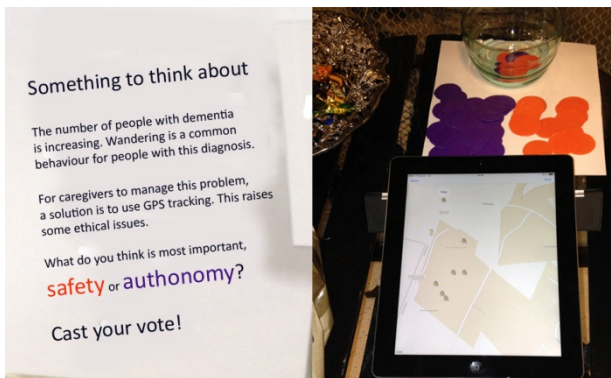 Something to think about
The number of people with dementia
is increasing. Wandering is a common
behaviour for people with this diagnosis.
For caregivers to manage this problem,
a solution is to use GPS tracking. This raises
some ethical issues.
What do you think is most important,
safety or authonomy?
Cast your vote!